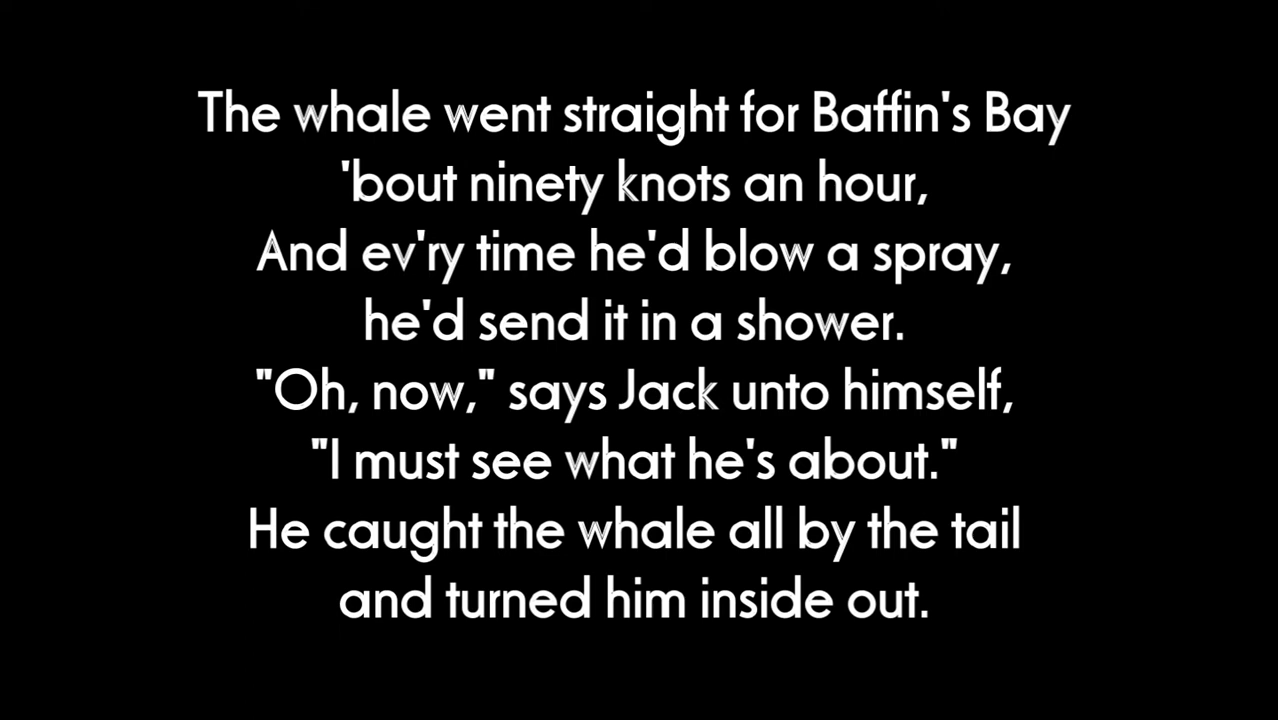 The whale went straight for Baffin's Bay
'bout ninety knots an hour,
And ev'ry time he'd blow a spray,
he'd send it in a shower.
"Oh, now," says Jack unto himself,
"I must see what he's about."
He caught the whale all by the tail
and turned him inside out.